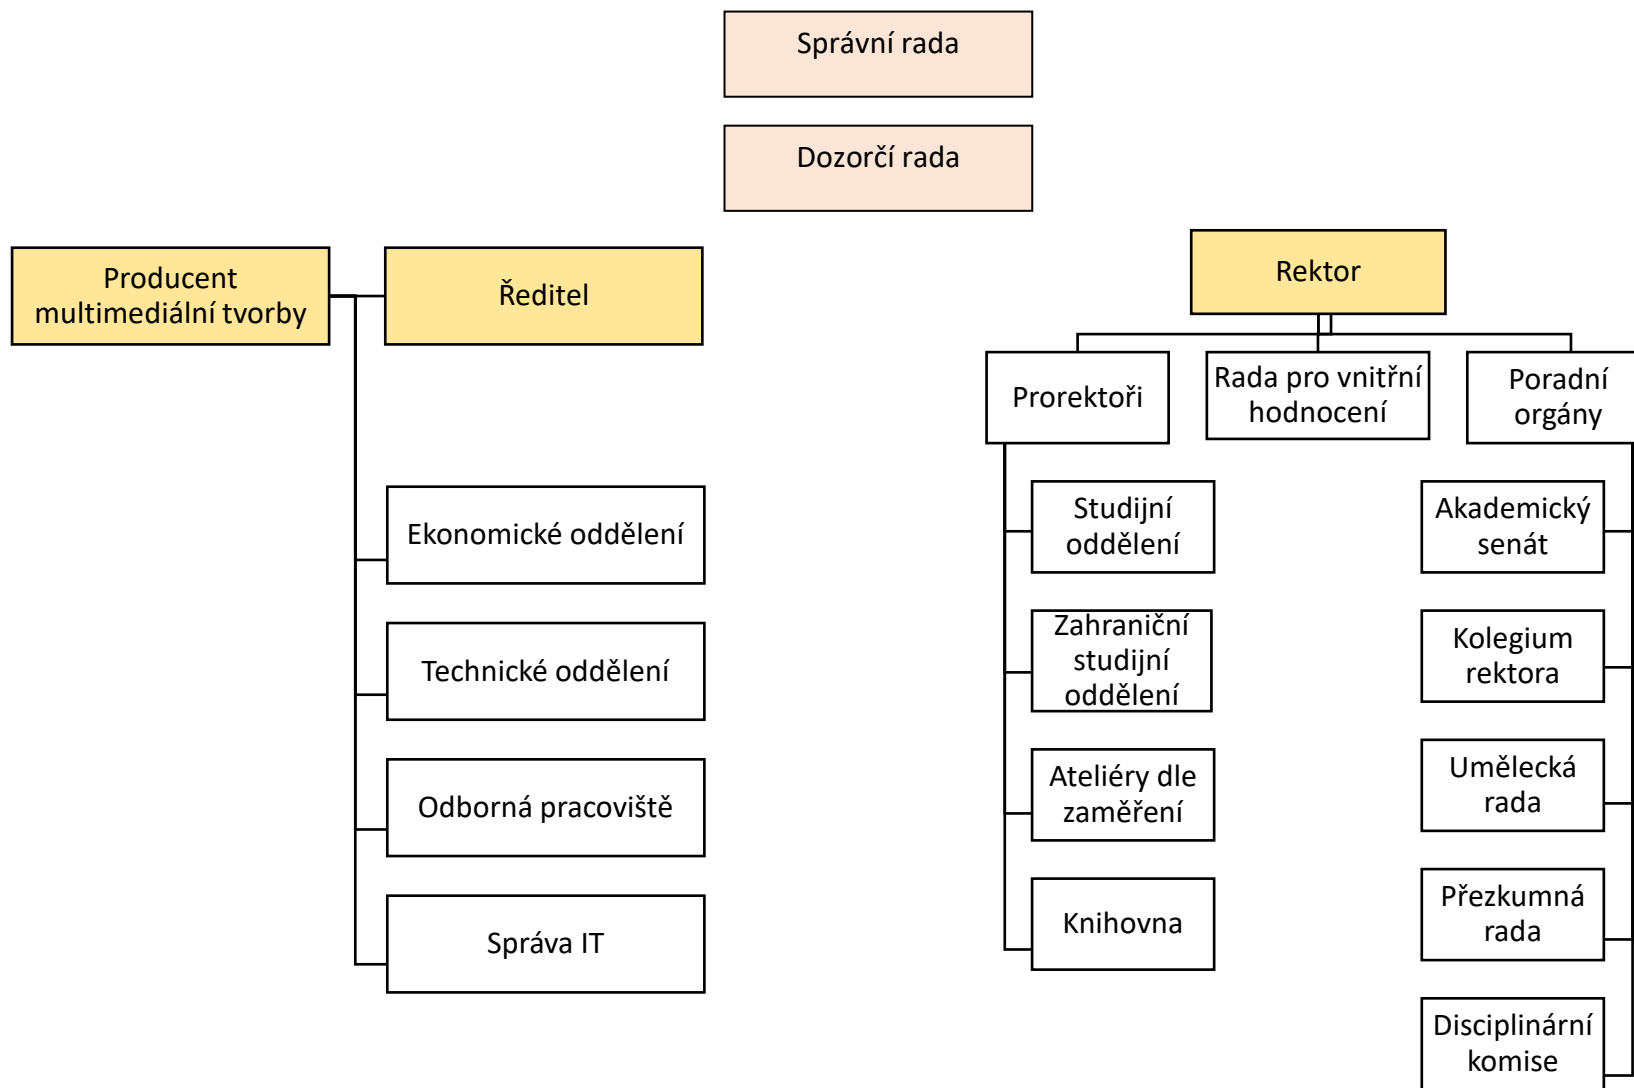 Správní rada
Dozorčí rada
Producent
multimediální tvorby
Ředitel
Rektor
Prorektoři
Rada pro vnitřní
hodnocení
Poradní
orgány
Ekonomické oddělení
Technické oddělení
Odborná pracoviště
Správa IT
Studijní
oddělení
Zahraniční
studijní
oddělení
Ateliéry dle
zaměření
Knihovna
Akademický
senát
Kolegium
rektora
Umělecká
rada
Přezkumná
rada
Disciplinární
komise